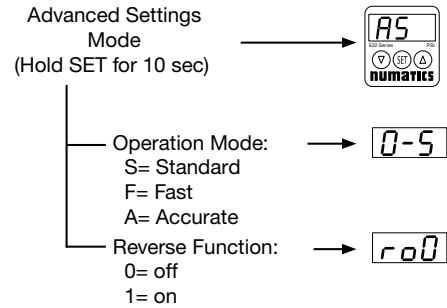 Advanced Settings
Mode
(Hold SET for 10 sec)
AS
E22 Series PSI
SET
numatics
Operation Mode:
S= Standard
F= Fast
A= Accurate
0-S
Reverse Function:
0= off
1= on
ro0